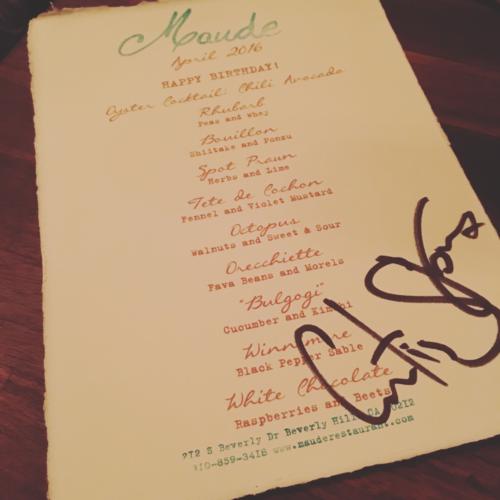 Maude
April 2016
HAPPY BIRTHDAY!
Oyster Cocktail: Chili Avocado
Rhubarb
Peas and Whey
Bouillon
Shiitake and Ponzu
Spot Prawn
Herbs and Lime
Tete de Cochon
Fennel and Violet Mustard
Octopus
Walnuts and Sweet & Sour
Orecchiette
Fava Beans and Morels
"Bulgogi"
Cucumber and Kimchi
Winnimere
Black Pepper Sable
White Chocolate
Raspberries and Beets
272 S Beverly Dr Beverly Hills CA 90212
310-859-3418 www.mauderestaurant.com